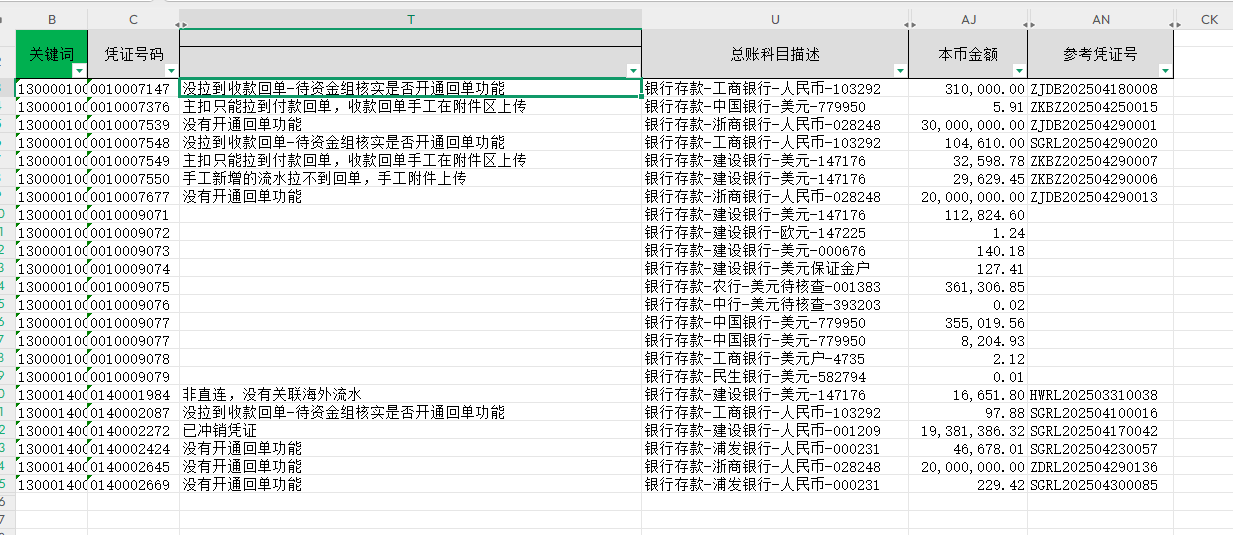 B C T U AJ AN CK
关键词 凭证号码 总账科目描述 本币金额 参考凭证号
130000100 0010007147 没拉到收款回单-待资金组核实是否开通回单功能 银行存款-工商银行-人民币-103292 310,000.00 ZJDB202504180008
130000100 0010007376 主扣只能拉到付款回单，收款回单手工在附件区上传 银行存款-中国银行-美元-779950 5.91 ZKBZ202504250015
130000100 0010007539 没有开通回单功能 银行存款-浙商银行-人民币-028248 30,000,000.00 ZJDB202504290001
130000100 0010007548 没拉到收款回单-待资金组核实是否开通回单功能 银行存款-工商银行-人民币-103292 104,610.00 SGRL202504290020
130000100 0010007549 主扣只能拉到付款回单，收款回单手工在附件区上传 银行存款-建设银行-美元-147176 32,598.78 ZKBZ202504290007
130000100 0010007550 手工新增的流水拉不到回单，手工附件上传 银行存款-建设银行-美元-147176 29,629.45 ZKBZ202504290006
130000100 0010007677 没有开通回单功能 银行存款-浙商银行-人民币-028248 20,000,000.00 ZJDB202504290013
130000100 0010009071 银行存款-建设银行-美元-147176 112,824.60
130000100 0010009072 银行存款-建设银行-欧元-147225 1.24
130000100 0010009073 银行存款-建设银行-美元-000676 140.18
130000100 0010009074 银行存款-建设银行-美元保证金户 127.41
130000100 0010009075 银行存款-农行-美元待核查-001383 361,306.85
130000100 0010009076 银行存款-中行-美元待核查-393203 0.02
130000100 0010009077 银行存款-中国银行-美元-779950 355,019.56
130000100 0010009077 银行存款-中国银行-美元-779950 8,204.93
130000100 0010009078 银行存款-工商银行-美元户-4735 2.12
130000100 0010009079 银行存款-民生银行-美元-582794 0.01
130001400 0140001984 非直连，没有关联海外流水 银行存款-建设银行-美元-147176 16,651.80 HWRL202503310038
130001400 0140002087 没拉到收款回单-待资金组核实是否开通回单功能 银行存款-工商银行-人民币-103292 97.88 SGRL202504100016
130001400 0140002272 已冲销凭证 银行存款-建设银行-001209 19,381,386.32 SGRL202504170042
130001400 0140002424 没有开通回单功能 银行存款-浦发银行-人民币-000231 46,678.01 SGRL202504230057
130001400 0140002645 没有开通回单功能 银行存款-浙商银行-人民币-028248 20,000,000.00 ZDRL202504290136
130001400 0140002669 没有开通回单功能 银行存款-浦发银行-人民币-000231 229.42 SGRL202504300085